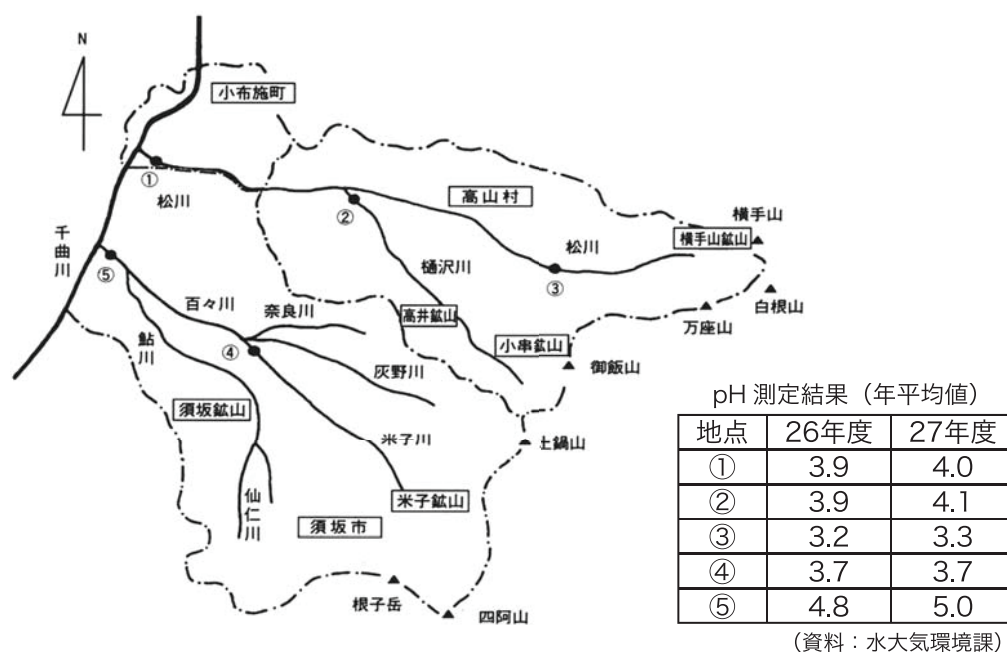 N
小布施町
①
松川
②
高山村
横手山
横手山鉱山
松川
③
白根山
万座山
千曲川
⑤
樋沢川
百々川
奈良川
高井鉱山
小串鉱山
御飯山
鮎川
④
灰野川
須坂鉱山
米子川
土鍋山
仙仁川
米子鉱山
須坂市
根子岳
四阿山
pH 測定結果（年平均値）
地点 26年度 27年度
① 3.9 4.0
② 3.9 4.1
③ 3.2 3.3
④ 3.7 3.7
⑤ 4.8 5.0
（資料：水大気環境課）